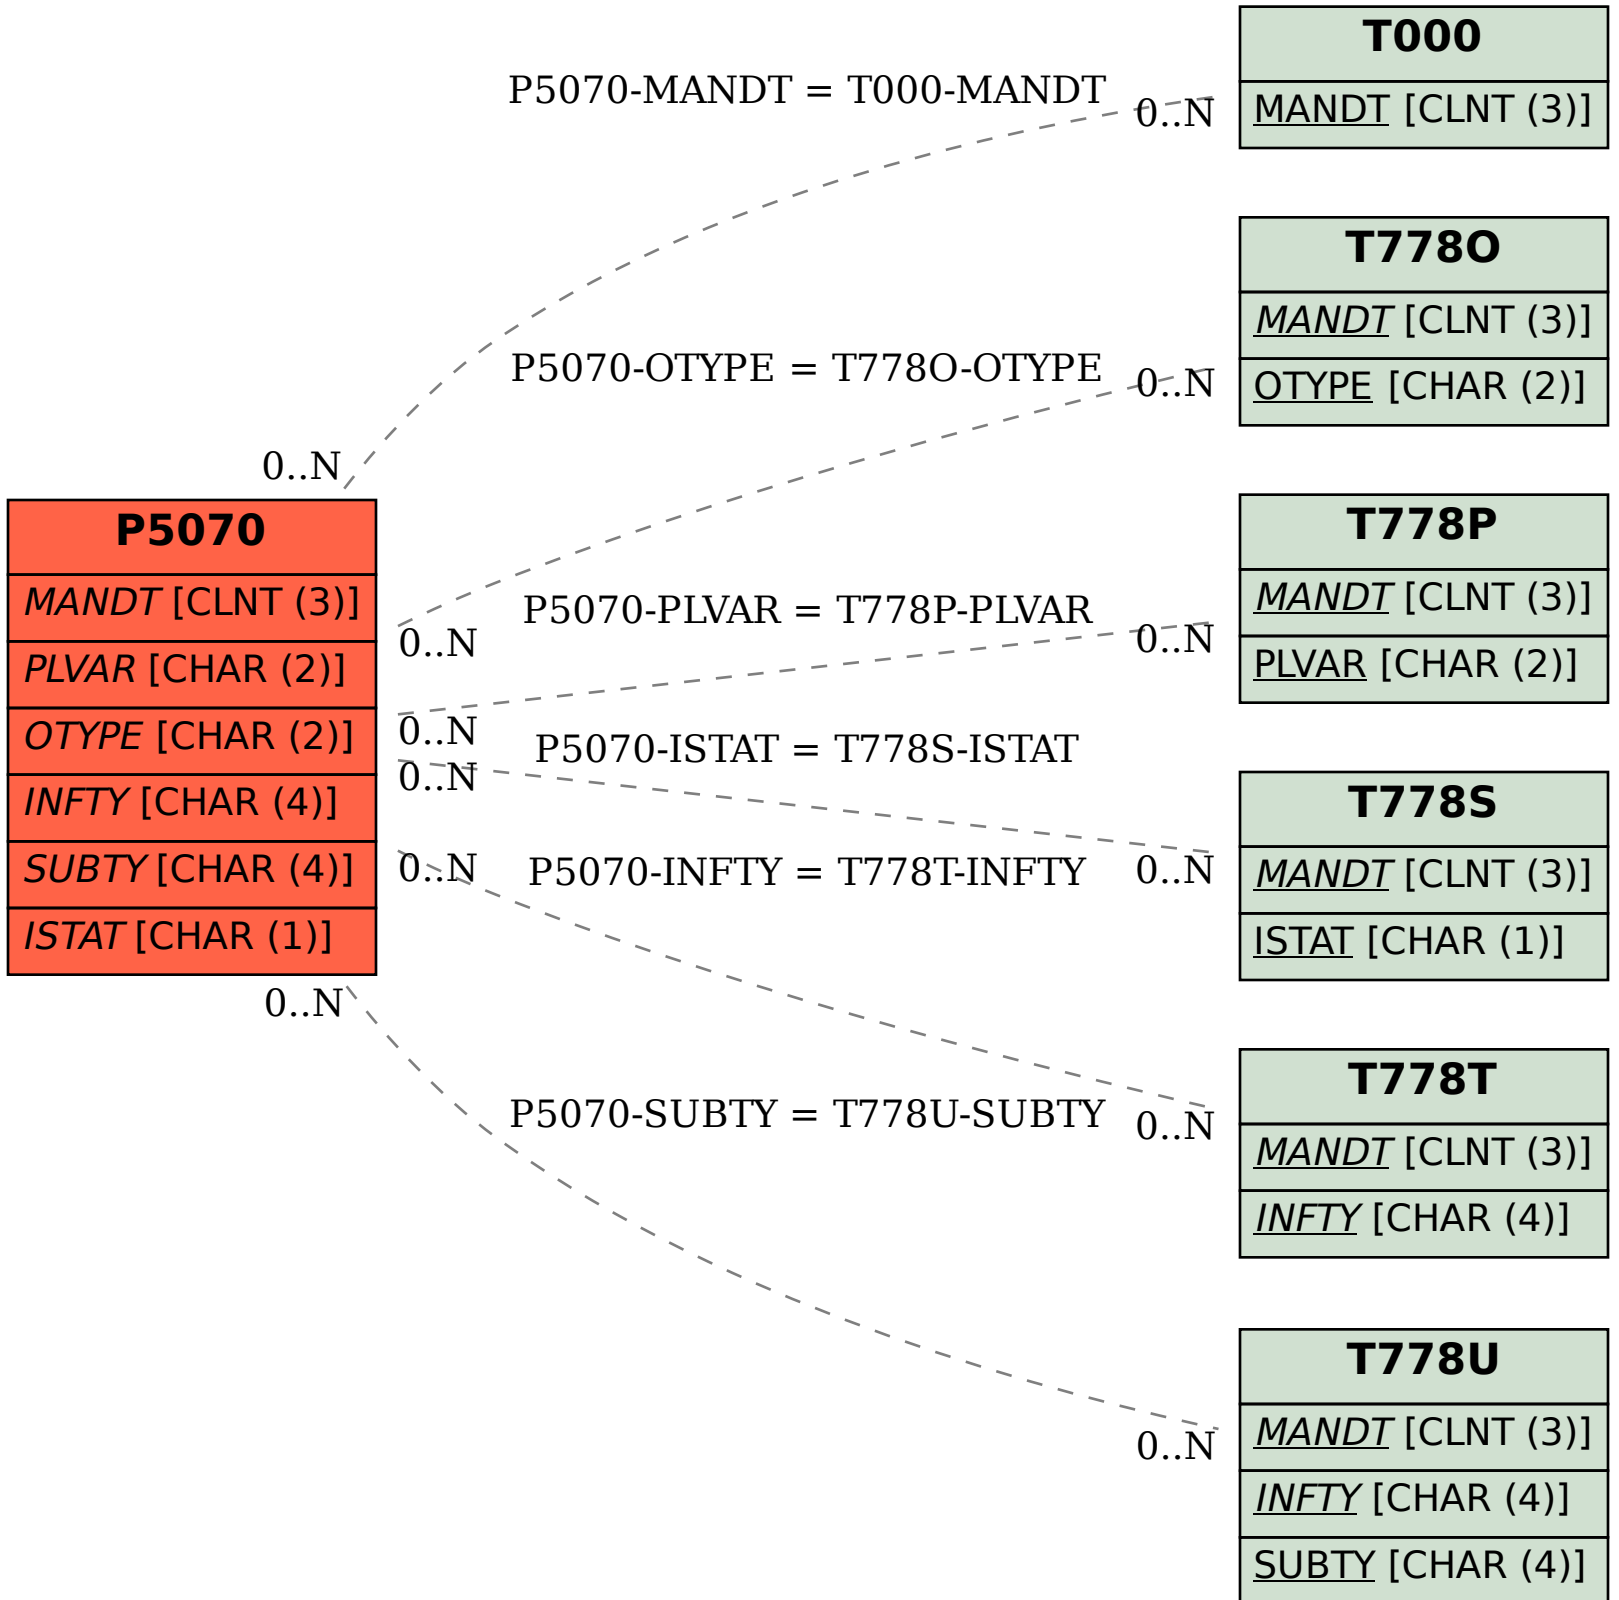 T000
MANDT [CLNT (3)]
P5070-MANDT = T000-MANDT
0..N
0..N
T778O
MANDT [CLNT (3)]
OTYPE [CHAR (2)]
P5070-OTYPE = T778O-OTYPE
0..N
0..N
P5070
MANDT [CLNT (3)]
PLVAR [CHAR (2)]
OTYPE [CHAR (2)]
INFTY [CHAR (4)]
SUBTY [CHAR (4)]
ISTAT [CHAR (1)]
T778P
MANDT [CLNT (3)]
PLVAR [CHAR (2)]
P5070-PLVAR = T778P-PLVAR
0..N
0..N
P5070-ISTAT = T778S-ISTAT
0..N
0..N
T778S
MANDT [CLNT (3)]
ISTAT [CHAR (1)]
P5070-INFTY = T778T-INFTY
0..N
0..N
T778T
MANDT [CLNT (3)]
INFTY [CHAR (4)]
P5070-SUBTY = T778U-SUBTY
0..N
0..N
T778U
MANDT [CLNT (3)]
INFTY [CHAR (4)]
SUBTY [CHAR (4)]